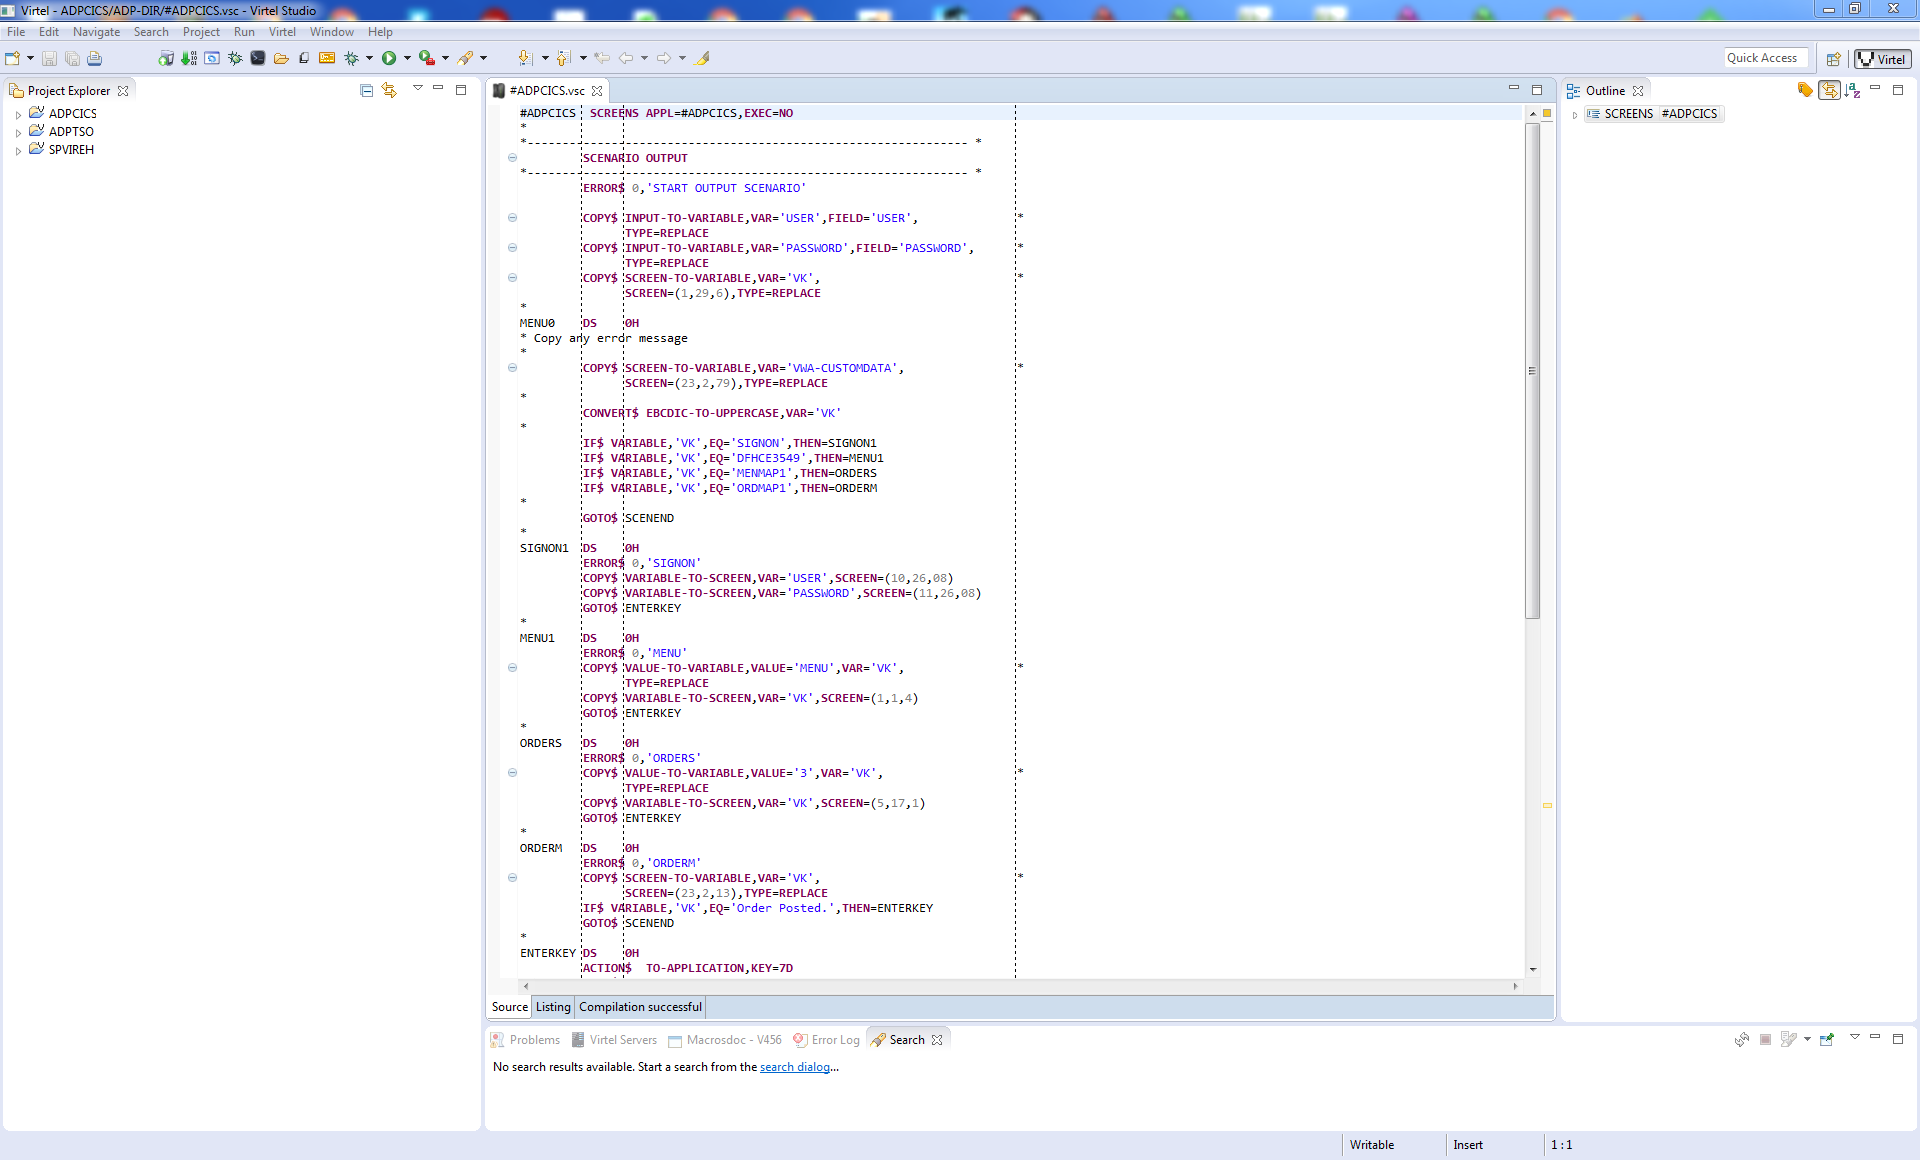 Virtel - ADPCICS/ADP-DIR/#ADPCICS.vsc - Virtel Studio
File Edit Navigate Search Project Run Virtel Window Help
Quick Access
Virtel
Project Explorer
ADPCICS
ADPTSO
SPVIREH
#ADPCICS.vsc
#ADPCICS  SCREENS APPL=#ADPCICS,EXEC=NO
*
*--------------------------------------------------------------- *
         SCENARIO OUTPUT
*--------------------------------------------------------------- *
         ERROR$ 0,'START OUTPUT SCENARIO'
         COPY$ INPUT-TO-VARIABLE,VAR='USER',FIELD='USER',              *
               TYPE=REPLACE
         COPY$ INPUT-TO-VARIABLE,VAR='PASSWORD',FIELD='PASSWORD',      *
               TYPE=REPLACE
         COPY$ SCREEN-TO-VARIABLE,VAR='VK',                            *
               SCREEN=(1,29,6),TYPE=REPLACE
*
MENU0    DS    0H
* Copy any error message
*
         COPY$ SCREEN-TO-VARIABLE,VAR='VWA-CUSTOMDATA',                *
               SCREEN=(23,2,79),TYPE=REPLACE
*
         CONVERT$ EBCDIC-TO-UPPERCASE,VAR='VK'
*
         IF$ VARIABLE,'VK',EQ='SIGNON',THEN=SIGNON1
         IF$ VARIABLE,'VK',EQ='DFHCE3549',THEN=MENU1
         IF$ VARIABLE,'VK',EQ='MENMAP1',THEN=ORDERS
         IF$ VARIABLE,'VK',EQ='ORDMAP1',THEN=ORDERM
*
         GOTO$ SCENEND
*
SIGNON1  DS    0H
         ERROR$ 0,'SIGNON'
         COPY$ VARIABLE-TO-SCREEN,VAR='USER',SCREEN=(10,26,08)
         COPY$ VARIABLE-TO-SCREEN,VAR='PASSWORD',SCREEN=(11,26,08)
         GOTO$ ENTERKEY
*
MENU1    DS    0H
         ERROR$ 0,'MENU'
         COPY$ VALUE-TO-VARIABLE,VALUE='MENU',VAR='VK',                *
               TYPE=REPLACE
         COPY$ VARIABLE-TO-SCREEN,VAR='VK',SCREEN=(1,1,4)
         GOTO$ ENTERKEY
*
ORDERS   DS    0H
         ERROR$ 0,'ORDERS'
         COPY$ VALUE-TO-VARIABLE,VALUE='3',VAR='VK',                   *
               TYPE=REPLACE
         COPY$ VARIABLE-TO-SCREEN,VAR='VK',SCREEN=(5,17,1)
         GOTO$ ENTERKEY
*
ORDERM   DS    0H
         ERROR$ 0,'ORDERM'
         COPY$ SCREEN-TO-VARIABLE,VAR='VK',                            *
               SCREEN=(23,2,13),TYPE=REPLACE
         IF$ VARIABLE,'VK',EQ='Order Posted.',THEN=ENTERKEY
         GOTO$ SCENEND
*
ENTERKEY DS    0H
         ACTION$  TO-APPLICATION,KEY=7D
Source Listing Compilation successful
Outline
SCREENS #ADPCICS
Problems Virtel Servers Macrosdoc - V456 Error Log Search
No search results available. Start a search from the search dialog...
Writable Insert 1 : 1